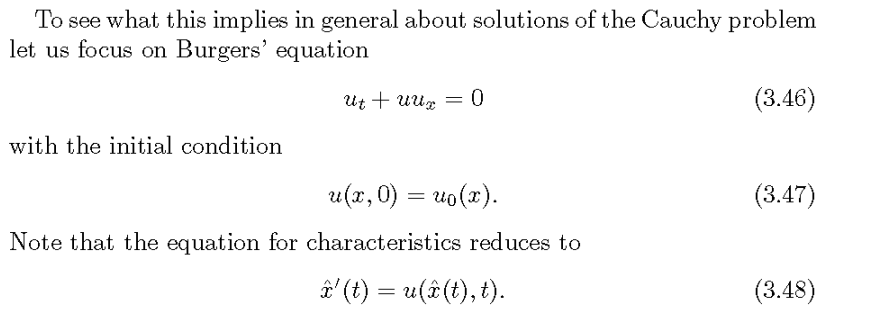 To see what this implies in general about solutions of the Cauchy problem
let us focus on Burgers' equation
u_t + uu_x = 0 (3.46)
with the initial condition
u(x, 0) = u_0(x). (3.47)
Note that the equation for characteristics reduces to
x̂′(t) = u(x̂(t), t). (3.48)